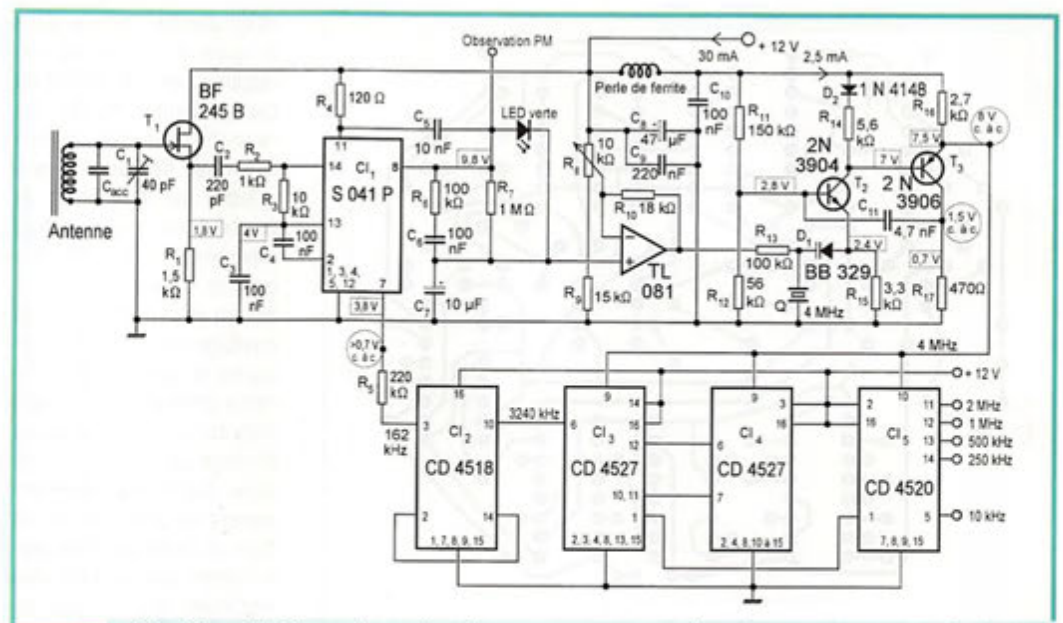 Observation PM
+ 12 V
30 mA
2,5 mA
BF
245 B
T1
R4
120 Ω
C5
10 nF
LED verte
Perle de ferrite
C10
100
nF
R11
150 kΩ
D2
1 N 4148
R14
5,6
kΩ
R16
2,7
kΩ
8 V
c. à c.
7,5 V
7 V
2N
3904
T2
T3
2 N
3906
C11
4,7 nF
1,5 V
c. à c.
0,7 V
2,4 V
2,8 V
Antenne
Cacc
C1
40 pF
C2
220
pF
R2
1kΩ
R3
10
kΩ
1,8 V
4V
R1
1,5
kΩ
C3
100
nF
C4
100
nF
11
14
13
2
1, 3, 4,
5, 12
7
8
CI1
S 041 P
9,8 V
100
kΩ
C6
100
nF
R7
1 MΩ
C7
10 µF
10
kΩ
C8
47 µF
C9
220 nF
R10
18 kΩ
TL
081
R9
15 kΩ
R13
100 kΩ
D1
BB 329
R12
56
kΩ
Q
4 MHz
R15
3,3
kΩ
R17
470Ω
3,8 V
>0,7 V
c. à c.
R5
220
kΩ
162
kHz
16
3
10
CI2
CD 4518
2
14
1, 7, 8, 9, 15
3240 kHz
9
6
14
16
12
CI3
CD 4527
10, 11
1
2, 3, 4, 8, 13, 15
9
3
16
6
CI4
CD 4527
7
2, 4, 8, 10 à 15
4 MHz
+ 12 V
10
2
16
CI5
CD 4520
11
2 MHz
12
1 MHz
13
500 kHz
14
250 kHz
1
5
10 kHz
7, 8, 9, 15